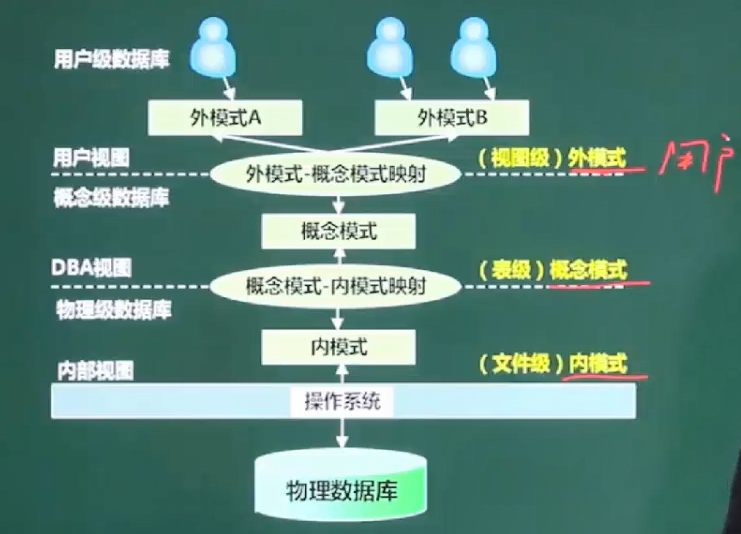 用户级数据库
外模式A
外模式B
用户视图
外模式-概念模式映射
（视图级）外模式
用户
概念级数据库
概念模式
DBA视图
概念模式-内模式映射
（表级）概念模式
物理级数据库
内模式
内部视图
（文件级）内模式
操作系统
物理数据库